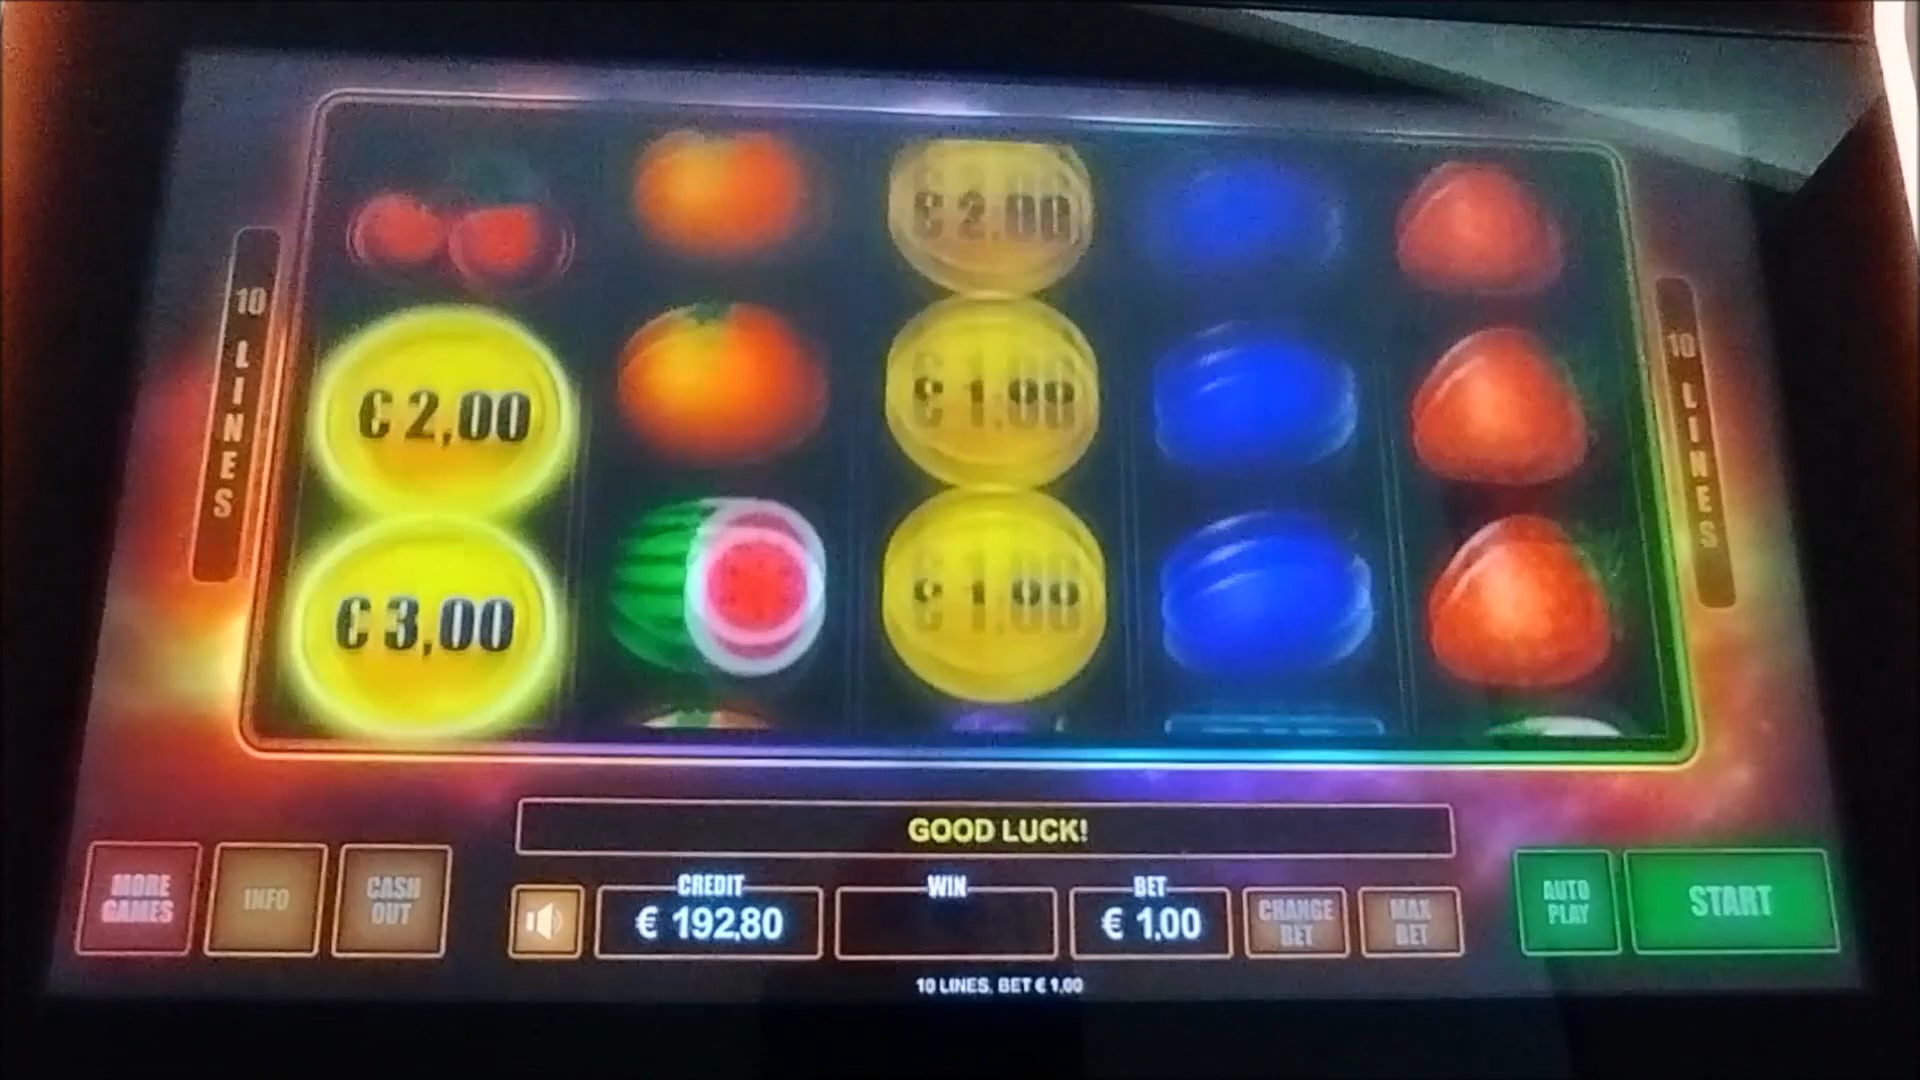 € 2.00
10 LINES
€ 2,00
€ 1.00
10 LINES
€ 3,00
€ 1.00
GOOD LUCK!
MORE GAMES
INFO
CASH OUT
CREDIT
€ 192,80
WIN
BET
€ 1,00
CHANGE BET
MAX BET
AUTO PLAY
START
10 LINES, BET € 1,00